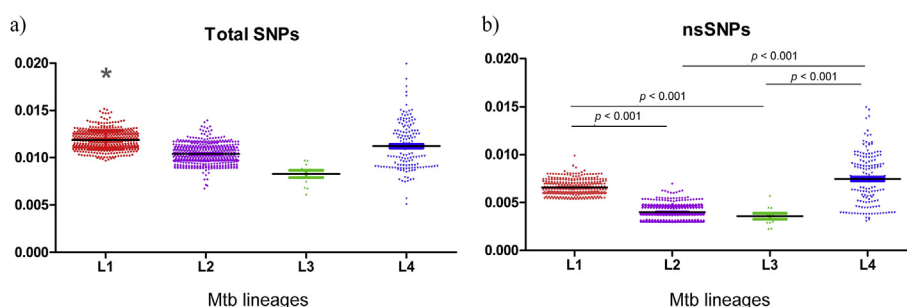 a)
Total SNPs
*
0.020
0.015
0.010
0.005
0.000
L1 L2 L3 L4
Mtb lineages
b)
nsSNPs
p < 0.001
p < 0.001
p < 0.001
p < 0.001
0.020
0.015
0.010
0.005
0.000
L1 L2 L3 L4
Mtb lineages